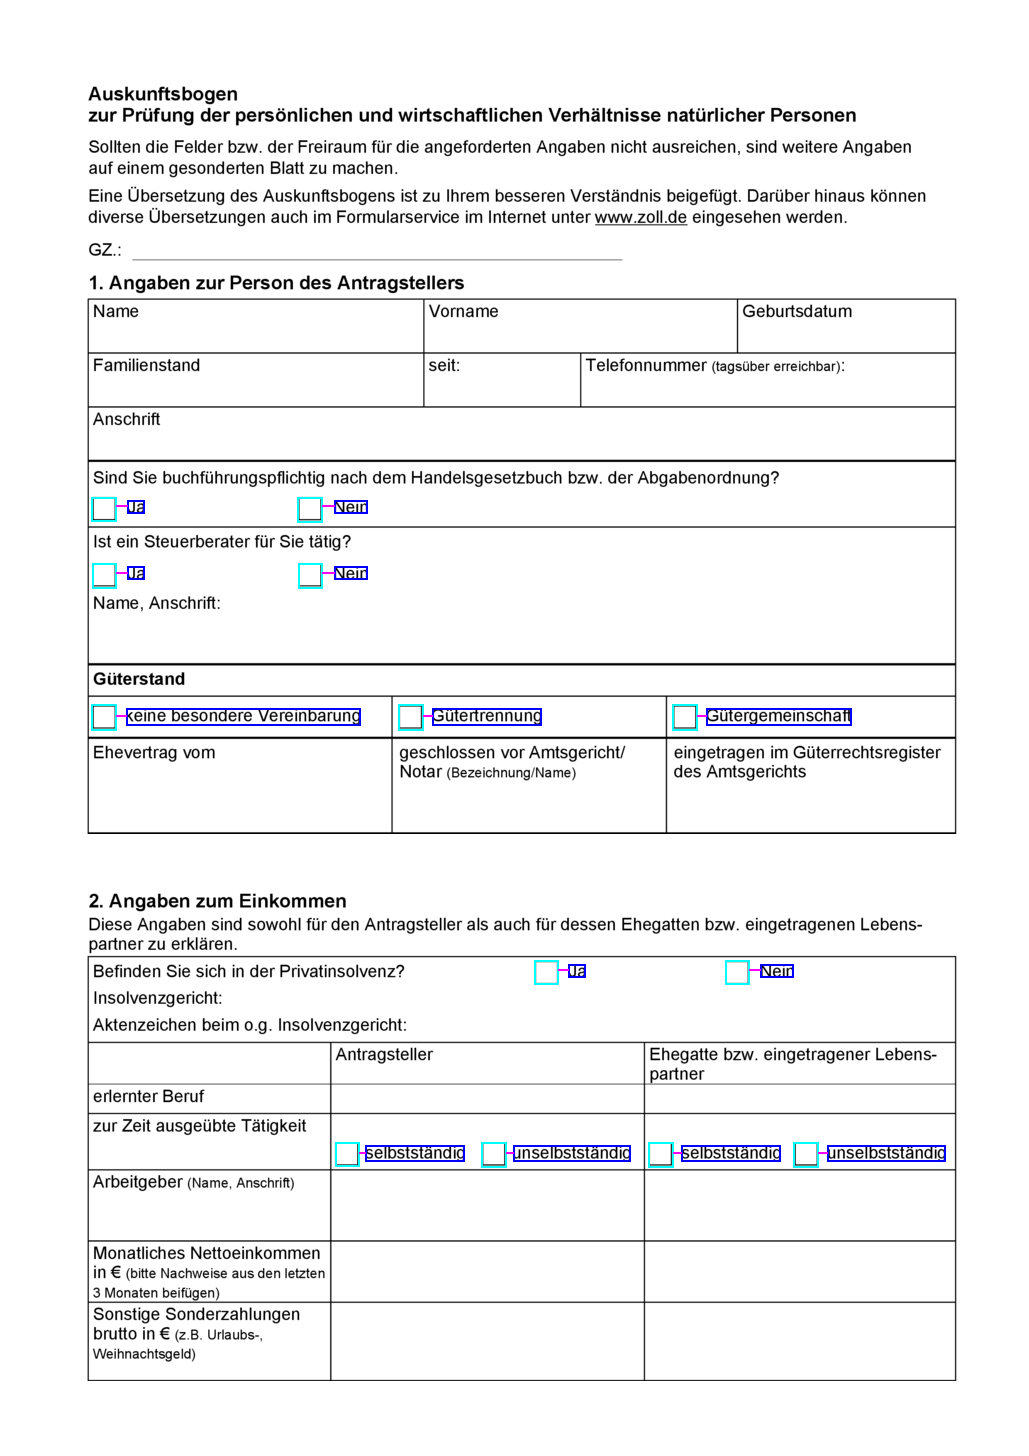 Auskunftsbogen
zur Prüfung der persönlichen und wirtschaftlichen Verhältnisse natürlicher Personen
Sollten die Felder bzw. der Freiraum für die angeforderten Angaben nicht ausreichen, sind weitere Angaben
auf einem gesonderten Blatt zu machen.
Eine Übersetzung des Auskunftsbogens ist zu Ihrem besseren Verständnis beigefügt. Darüber hinaus können
diverse Übersetzungen auch im Formularservice im Internet unter www.zoll.de eingesehen werden.
GZ.:
1. Angaben zur Person des Antragstellers
Name Vorname Geburtsdatum
Familienstand seit: Telefonnummer (tagsüber erreichbar):
Anschrift
Sind Sie buchführungspflichtig nach dem Handelsgesetzbuch bzw. der Abgabenordnung?
Ja Nein
Ist ein Steuerberater für Sie tätig?
Ja Nein
Name, Anschrift:
Güterstand
keine besondere Vereinbarung Gütertrennung Gütergemeinschaft
Ehevertrag vom
geschlossen vor Amtsgericht/
Notar (Bezeichnung/Name)
eingetragen im Güterrechtsregister
des Amtsgerichts
2. Angaben zum Einkommen
Diese Angaben sind sowohl für den Antragsteller als auch für dessen Ehegatten bzw. eingetragenen Lebens-
partner zu erklären.
Befinden Sie sich in der Privatinsolvenz? Ja Nein
Insolvenzgericht:
Aktenzeichen beim o.g. Insolvenzgericht:
Antragsteller
Ehegatte bzw. eingetragener Lebens-
partner
erlernter Beruf
zur Zeit ausgeübte Tätigkeit
selbstständig unselbstständig selbstständig unselbstständig
Arbeitgeber (Name, Anschrift)
Monatliches Nettoeinkommen
in € (bitte Nachweise aus den letzten
3 Monaten beifügen)
Sonstige Sonderzahlungen
brutto in € (z.B. Urlaubs-,
Weihnachtsgeld)